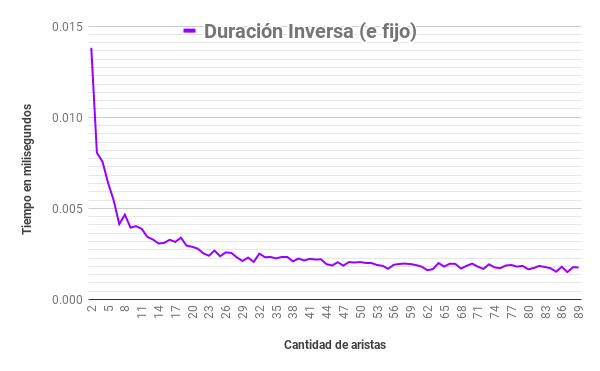 Duración Inversa (e fijo)
0.015
0.010
0.005
0.000
Tiempo en milisegundos
2 5 8 11 14 17 20 23 26 29 32 35 38 41 44 47 50 53 56 59 62 65 68 71 74 77 80 83 86 89
Cantidad de aristas